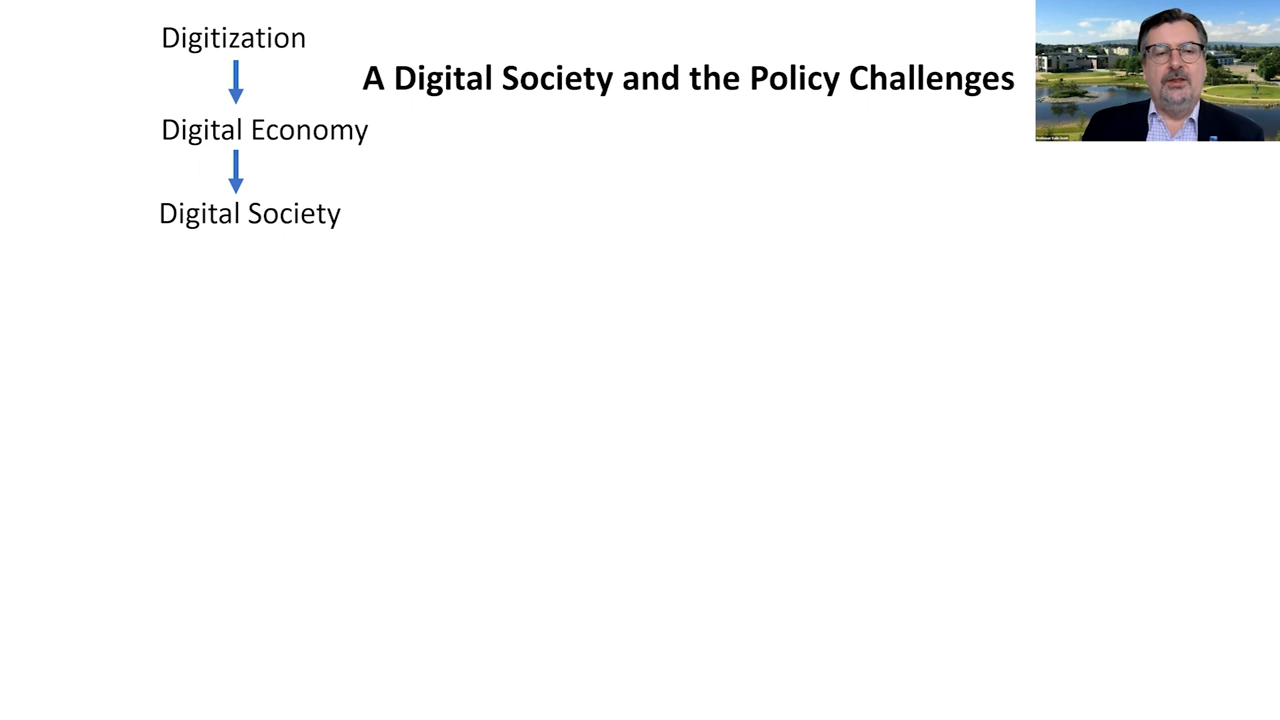 Digitization
A Digital Society and the Policy Challenges
Digital Economy
Digital Society